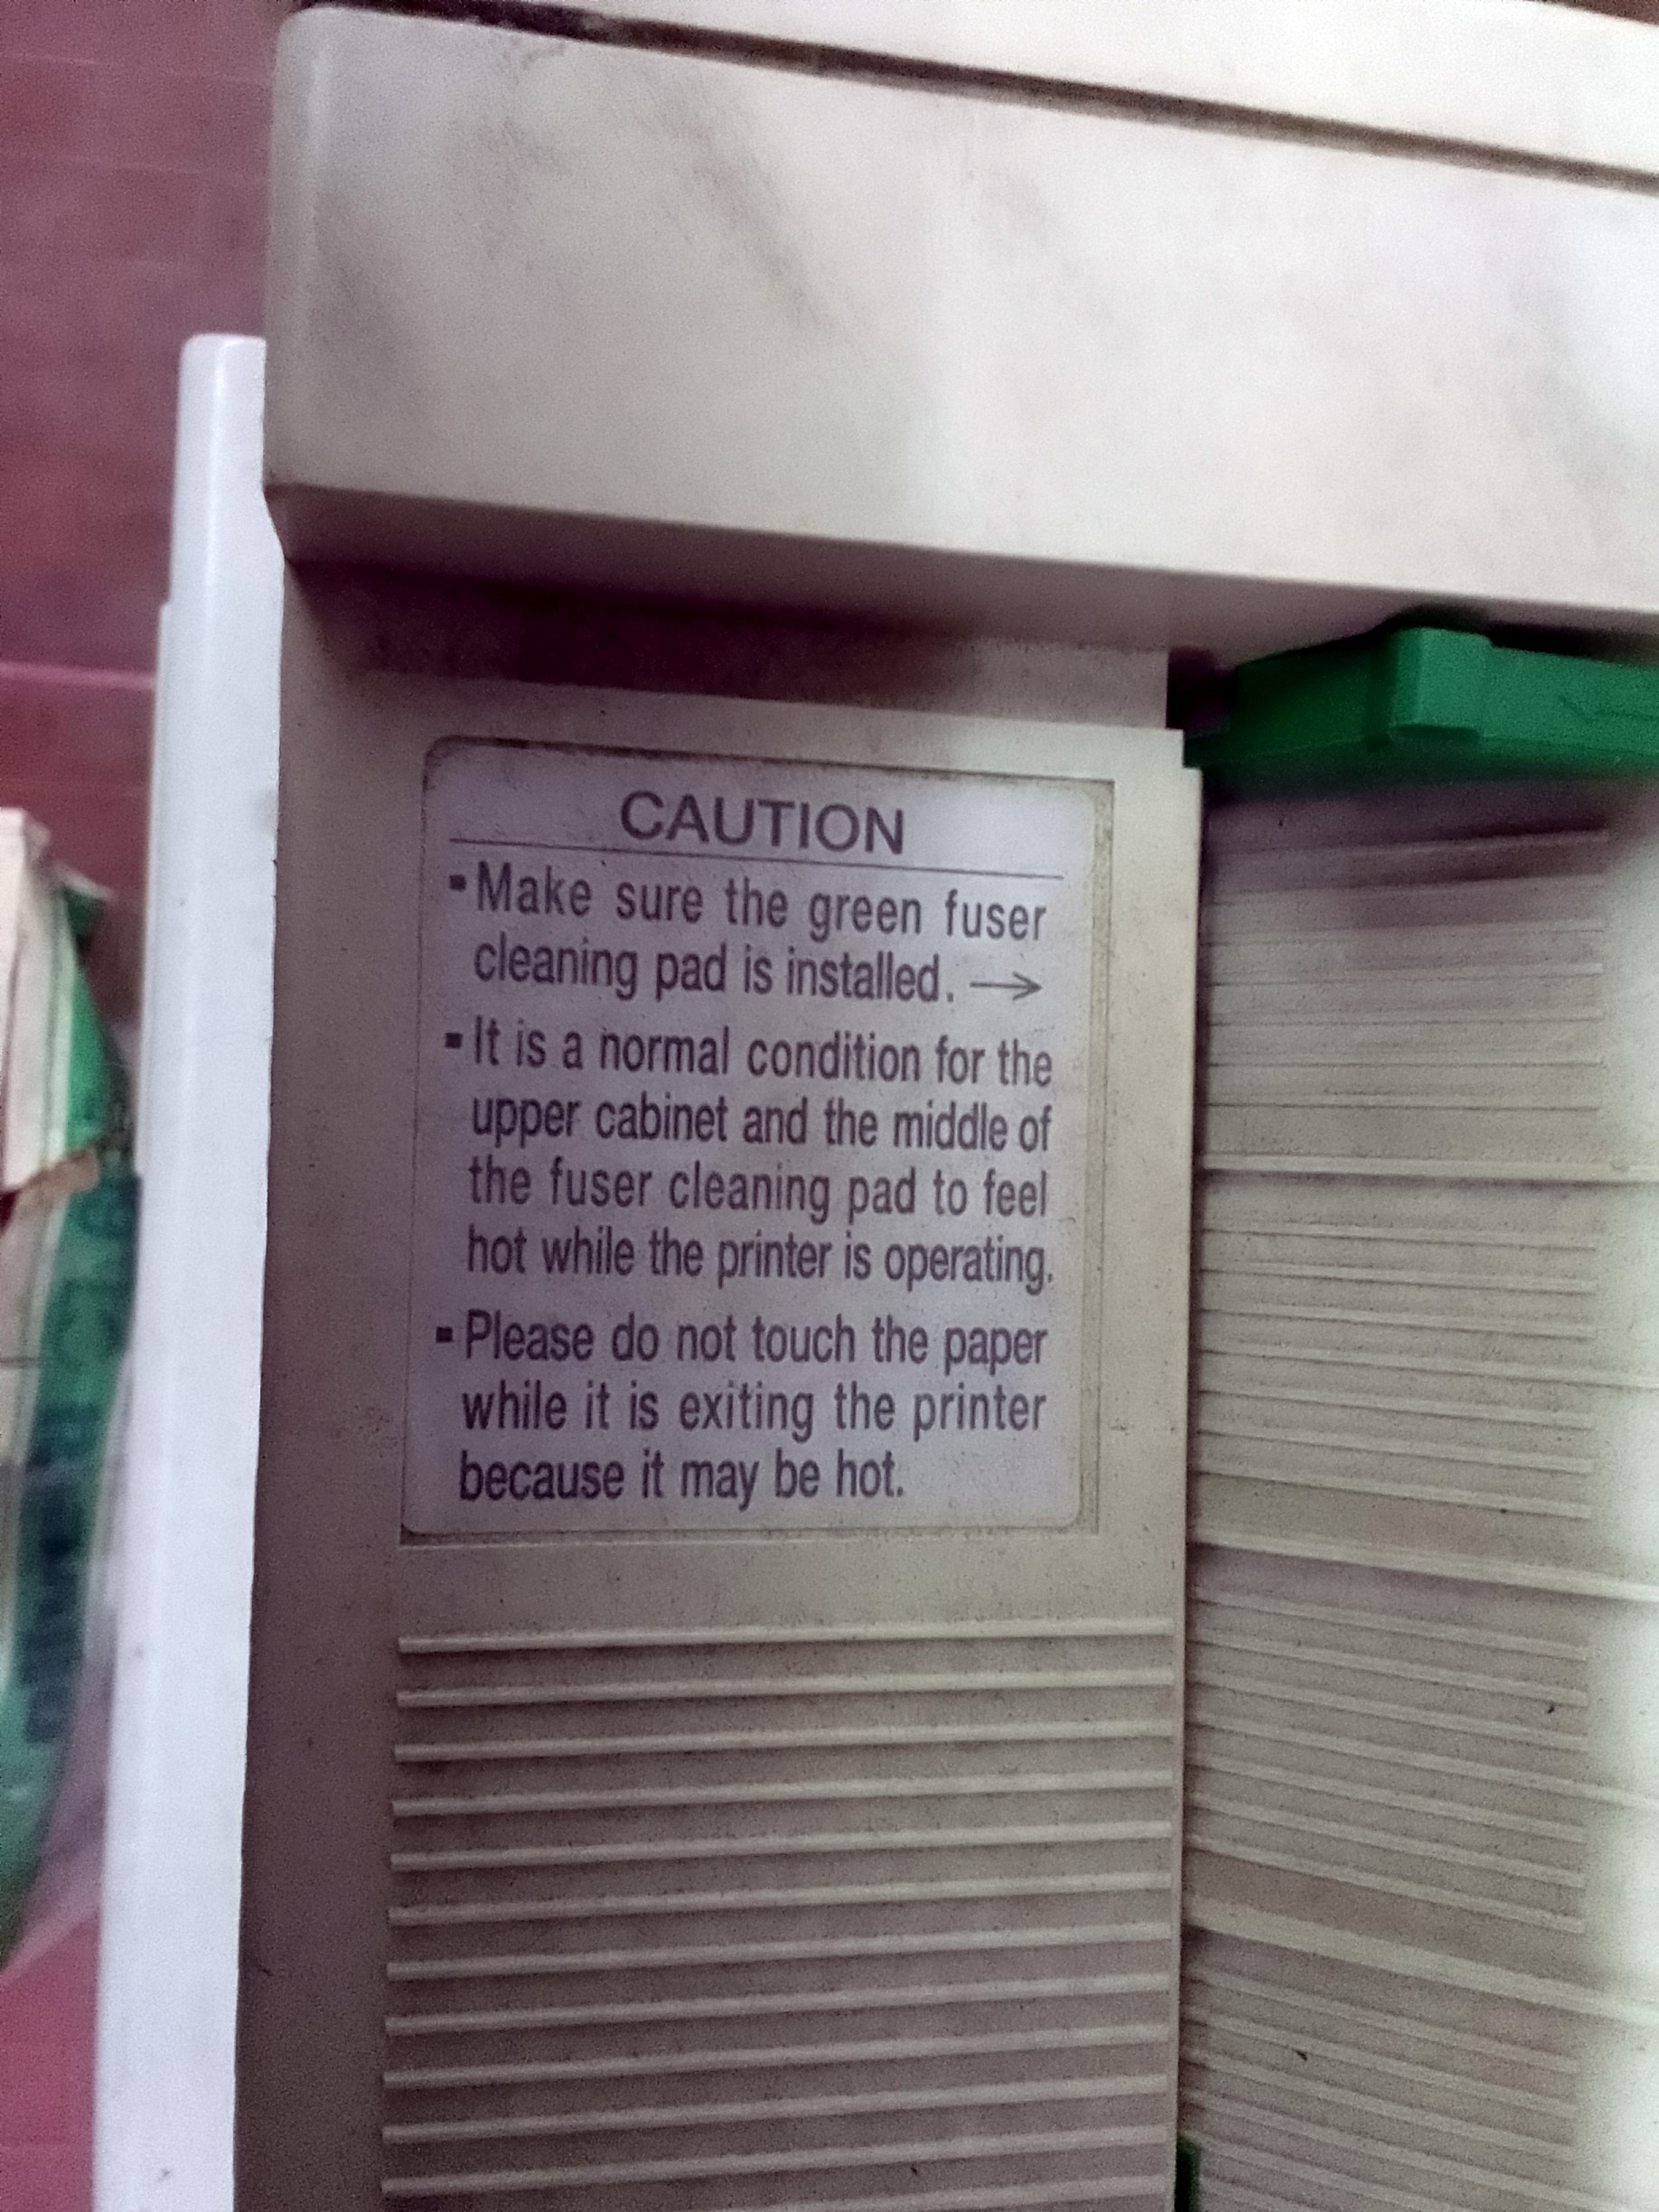 CAUTION
▪Make sure the green fuser
cleaning pad is installed. →
▪It is a normal condition for the
upper cabinet and the middle of
the fuser cleaning pad to feel
hot while the printer is operating.
▪Please do not touch the paper
while it is exiting the printer
because it may be hot.